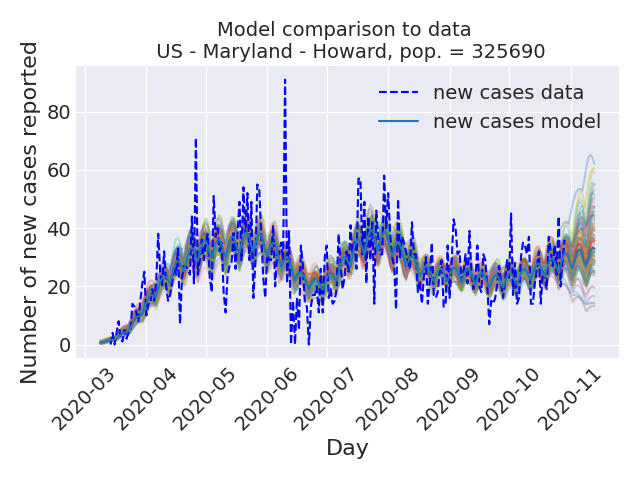 Model comparison to data
US - Maryland - Howard, pop. = 325690
Number of new cases reported
80
60
40
20
0
new cases data
new cases model
2020-03
2020-04
2020-05
2020-06
2020-07
2020-08
2020-09
2020-10
2020-11
Day